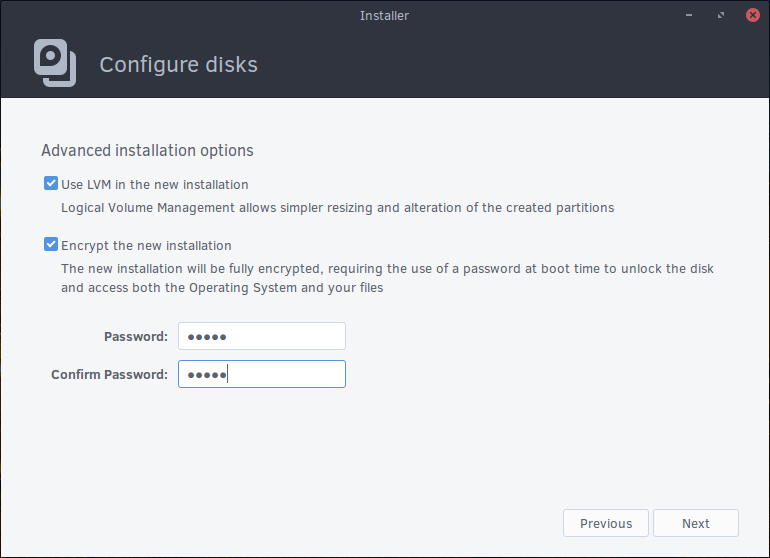 Installer
Configure disks
Advanced installation options
Use LVM in the new installation
Logical Volume Management allows simpler resizing and alteration of the created partitions
Encrypt the new installation
The new installation will be fully encrypted, requiring the use of a password at boot time to unlock the disk
and access both the Operating System and your files
Password: ●●●●●
Confirm Password: ●●●●●
Previous Next